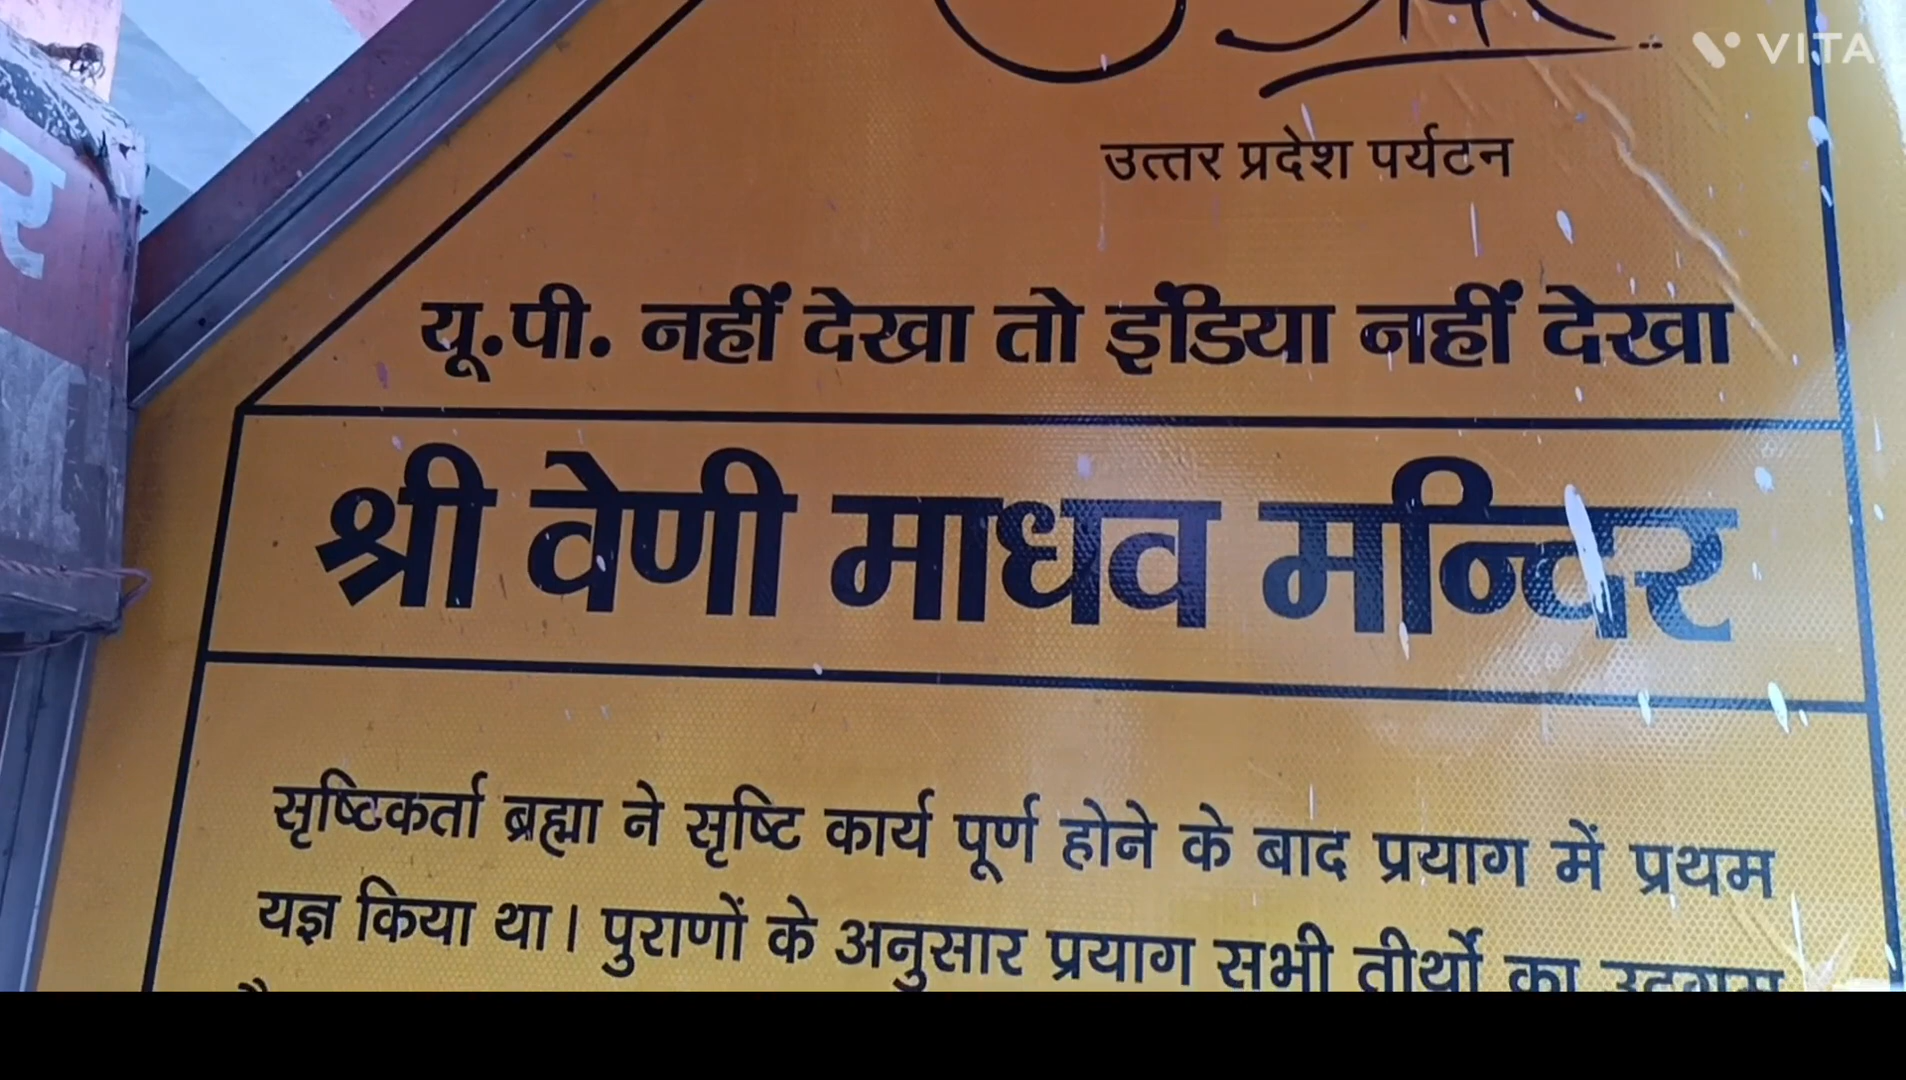 VITA
उत्तर प्रदेश पर्यटन
यू.पी. नहीं देखा तो इंडिया नहीं देखा
श्री वेणी माधव मन्दिर
सृष्टिकर्ता ब्रह्मा ने सृष्टि कार्य पूर्ण होने के बाद प्रयाग में प्रथम
यज्ञ किया था। पुराणों के अनुसार प्रयाग सभी तीर्थो का